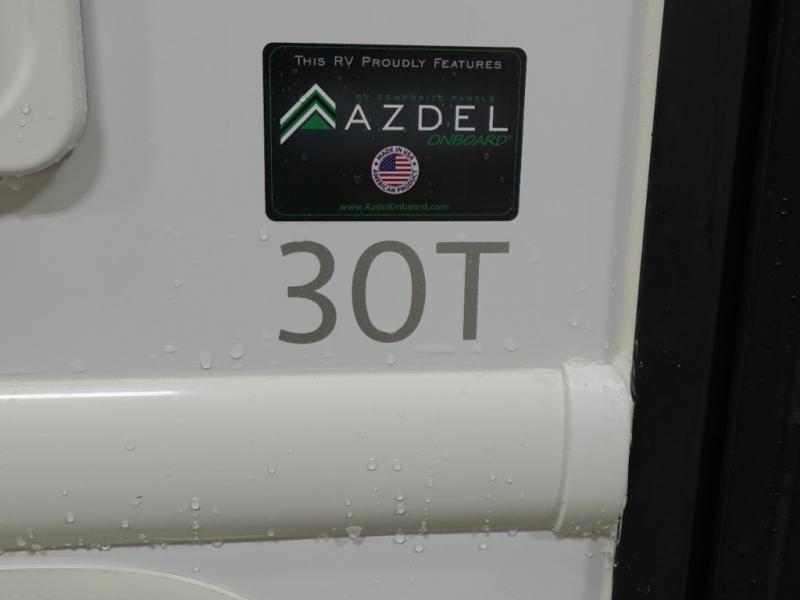 THIS RV PROUDLY FEATURES
RV COMPOSITE PANELS
AZDEL
ONBOARD®
MADE IN USA
AMERICAN PRODUCT
www.AzdelOnboard.com
30T